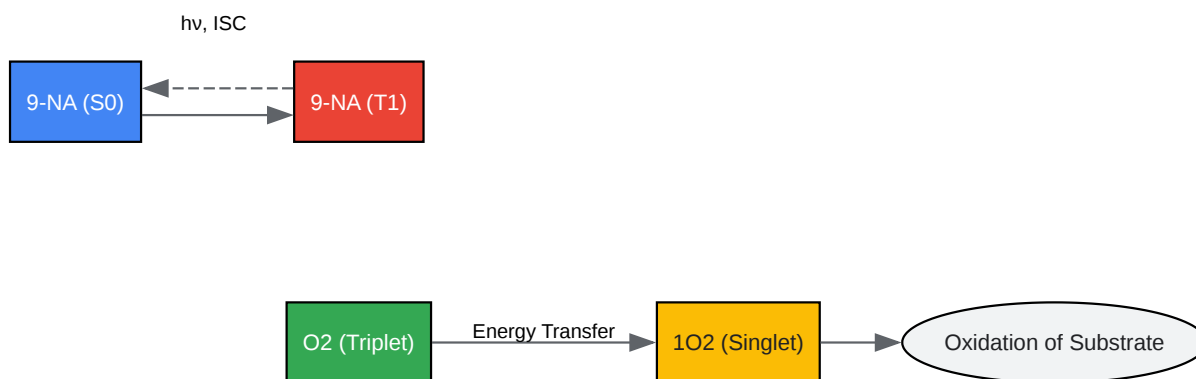 hν, ISC
9-NA (S0)
9-NA (T1)
O2 (Triplet)
Energy Transfer
1O2 (Singlet)
Oxidation of Substrate